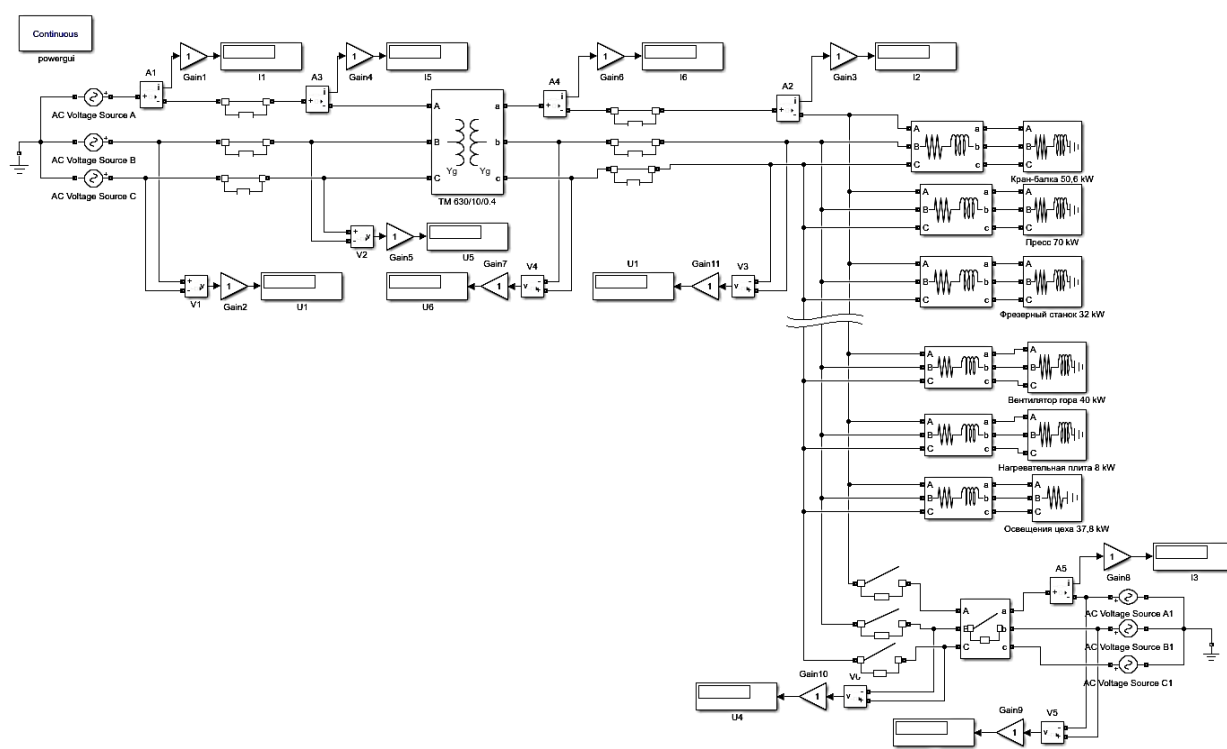 Continuous
powergui
A1
Gain1
I1
A3
Gain4
I5
A4
Gain6
I6
A2
Gain3
I2
AC Voltage Source A
AC Voltage Source B
AC Voltage Source C
A
B
C
a
b
c
Yg
Yg
TM 630/10/0.4
V1
Gain2
U1
V2
Gain5
U5
U6
Gain7
V4
U1
Gain11
V3
A
B
C
a
b
c
A
B
C
Кран-балка 50,6 kW
A
B
C
a
b
c
A
B
C
Пресс 70 kW
A
B
C
a
b
c
A
B
C
Фрезерный станок 32 kW
A
B
C
a
b
c
A
B
C
Вентилятор гора 40 kW
A
B
C
a
b
c
A
B
C
Нагревательная плита 8 kW
A
B
C
a
b
c
A
B
C
Освещения цеха 37,8 kW
A
B
C
a
b
c
A5
Gain8
I3
AC Voltage Source A1
AC Voltage Source B1
AC Voltage Source C1
U4
Gain10
Gain9
V5